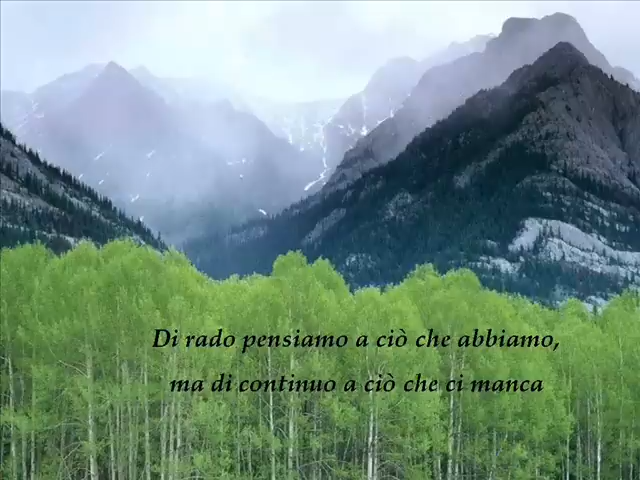 Di rado pensiamo a ciò che abbiamo,
ma di continuo a ciò che ci manca